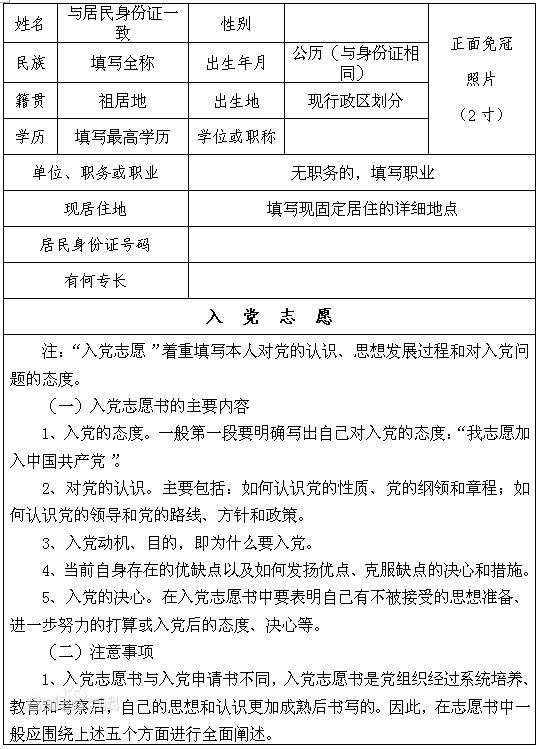 姓名 与居民身份证一致 性别
正面免冠照片（2寸）
民族 填写全称 出生年月 公历（与身份证相同）
籍贯 祖居地 出生地 现行政区划分
学历 填写最高学历 学位或职称
单位、职务或职业 无职务的，填写职业
现居住地 填写现固定居住的详细地点
居民身份证号码
有何专长
入 党 志 愿
注：“入党志愿”着重填写本人对党的认识、思想发展过程和对入党问
题的态度。
（一）入党志愿书的主要内容
1、入党的态度。一般第一段要明确写出自己对入党的态度：“我志愿加
入中国共产党”。
2、对党的认识。主要包括：如何认识党的性质、党的纲领和章程；如
何认识党的领导和党的路线、方针和政策。
3、入党动机、目的，即为什么要入党。
4、当前自身存在的优缺点以及如何发扬优点、克服缺点的决心和措施。
5、入党的决心。在入党志愿书中要表明自己有不被接受的思想准备、
进一步努力的打算或入党后的态度、决心等。
（二）注意事项
1、入党志愿书与入党申请书不同，入党志愿书是党组织经过系统培养、
教育和考察后，自己的思想和认识更加成熟后书写的。因此，在志愿书中一
般应围绕上述五个方面进行全面阐述。